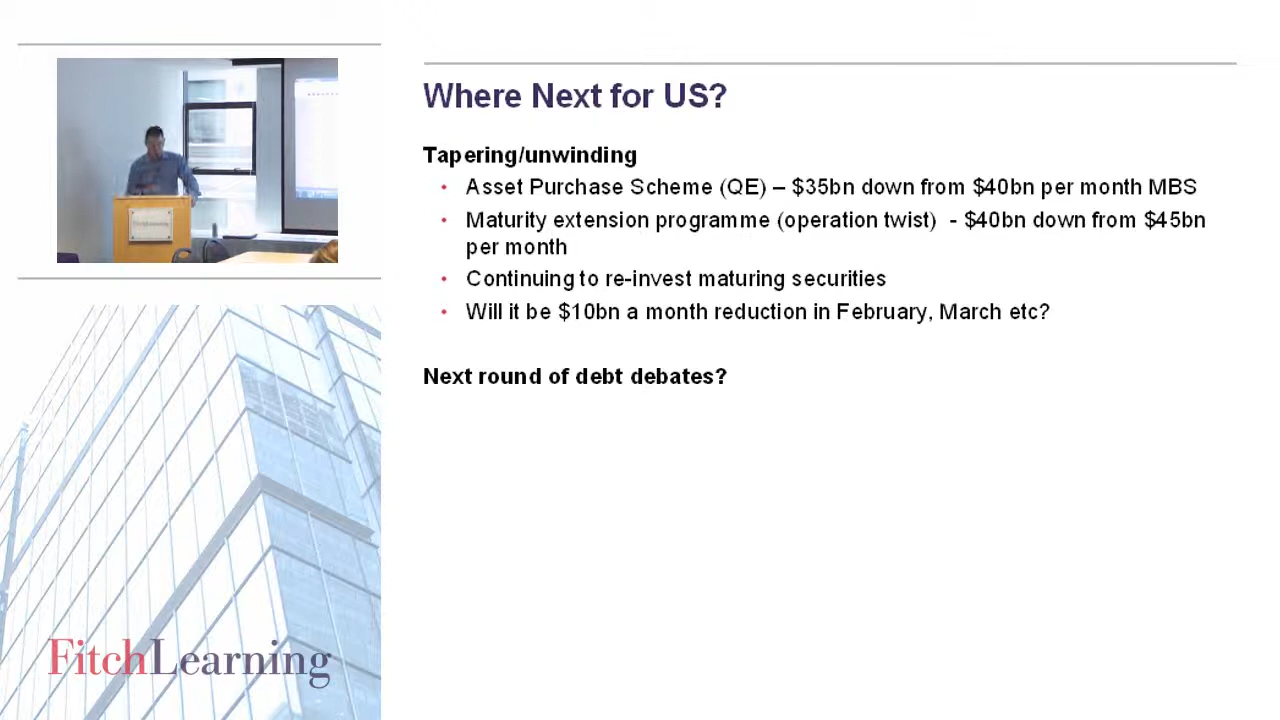 Where Next for US?
Tapering/unwinding
• Asset Purchase Scheme (QE) – $35bn down from $40bn per month MBS
• Maturity extension programme (operation twist)  - $40bn down from $45bn
per month
• Continuing to re-invest maturing securities
• Will it be $10bn a month reduction in February, March etc?
Next round of debt debates?
FitchLearning